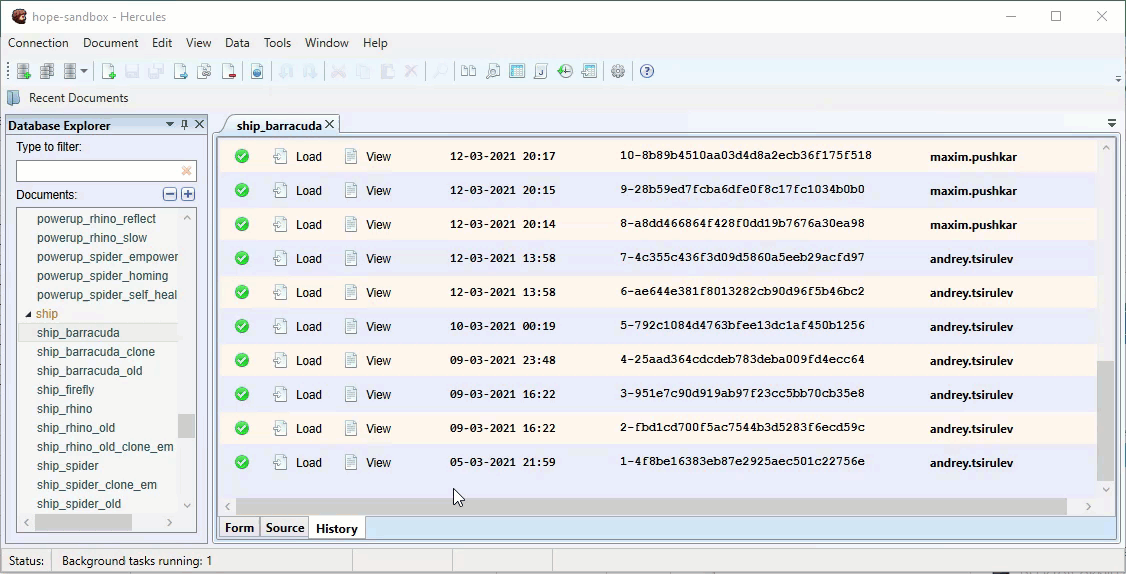 hope-sandbox - Hercules
Connection Document Edit View Data Tools Window Help
Recent Documents
Database Explorer
Type to filter:
Documents:
powerup_rhino_reflect
powerup_rhino_slow
powerup_spider_empower
powerup_spider_homing
powerup_spider_self_heal
ship
ship_barracuda
ship_barracuda_clone
ship_barracuda_old
ship_firefly
ship_rhino
ship_rhino_old
ship_rhino_old_clone_em
ship_spider
ship_spider_clone_em
ship_spider_old
ship_barracuda
Load View 12-03-2021 20:17 10-8b89b4510aa03d4d8a2ecb36f175f518 maxim.pushkar
Load View 12-03-2021 20:15 9-28b59ed7fcba6dfe0f8c17fc1034b0b0 maxim.pushkar
Load View 12-03-2021 20:14 8-a8dd466864f428f0dd19b7676a30ea98 maxim.pushkar
Load View 12-03-2021 13:58 7-4c355c436f3d09d5860a5eeb29acfd97 andrey.tsirulev
Load View 12-03-2021 13:58 6-ae644e381f8013282cb90d96f5b46bc2 andrey.tsirulev
Load View 10-03-2021 00:19 5-792c1084d4763bfee13dc1af450b1256 andrey.tsirulev
Load View 09-03-2021 23:48 4-25aad364cdcdeb783deba009fd4ecc64 andrey.tsirulev
Load View 09-03-2021 16:22 3-951e7c90d919ab97f23cc5bb70cb35e8 andrey.tsirulev
Load View 09-03-2021 16:22 2-fbd1cd700f5ac7544b3d5283f6ecd59c andrey.tsirulev
Load View 05-03-2021 21:59 1-4f8be16383eb87e2925aec501c22756e andrey.tsirulev
Form Source History
Status: Background tasks running: 1